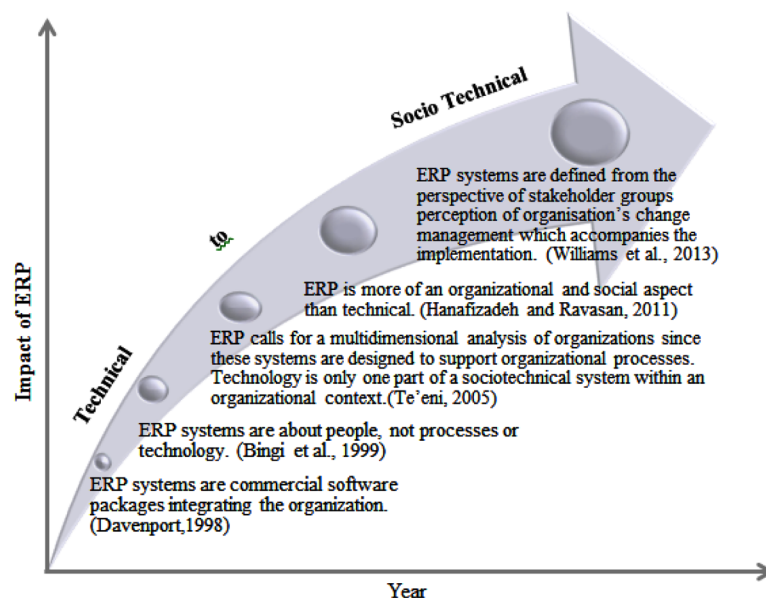 Socio Technical
to
Technical
Impact of ERP
ERP systems are defined from the
perspective of stakeholder groups
perception of organisation's change
management which accompanies the
implementation. (Williams et al., 2013)
ERP is more of an organizational and social aspect
than technical. (Hanafizadeh and Ravasan, 2011)
ERP calls for a multidimensional analysis of organizations since
these systems are designed to support organizational processes.
Technology is only one part of a sociotechnical system within an
organizational context.(Te'eni, 2005)
ERP systems are about people, not processes or
technology. (Bingi et al., 1999)
ERP systems are commercial software
packages integrating the organization.
(Davenport,1998)
Year